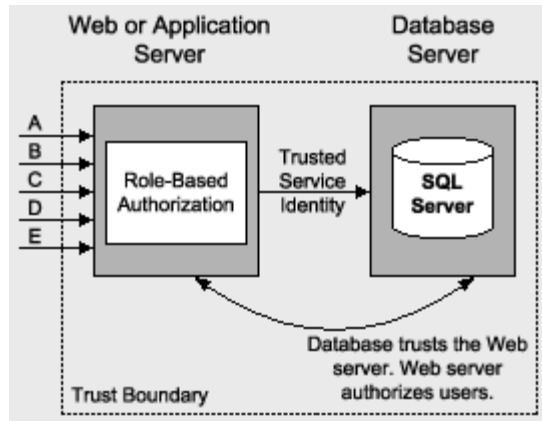 Web or Application
Server
Database
Server
A
B
C
D
E
Role-Based
Authorization
Trusted
Service
Identity
SQL
Server
Database trusts the Web
server. Web server
authorizes users.
Trust Boundary